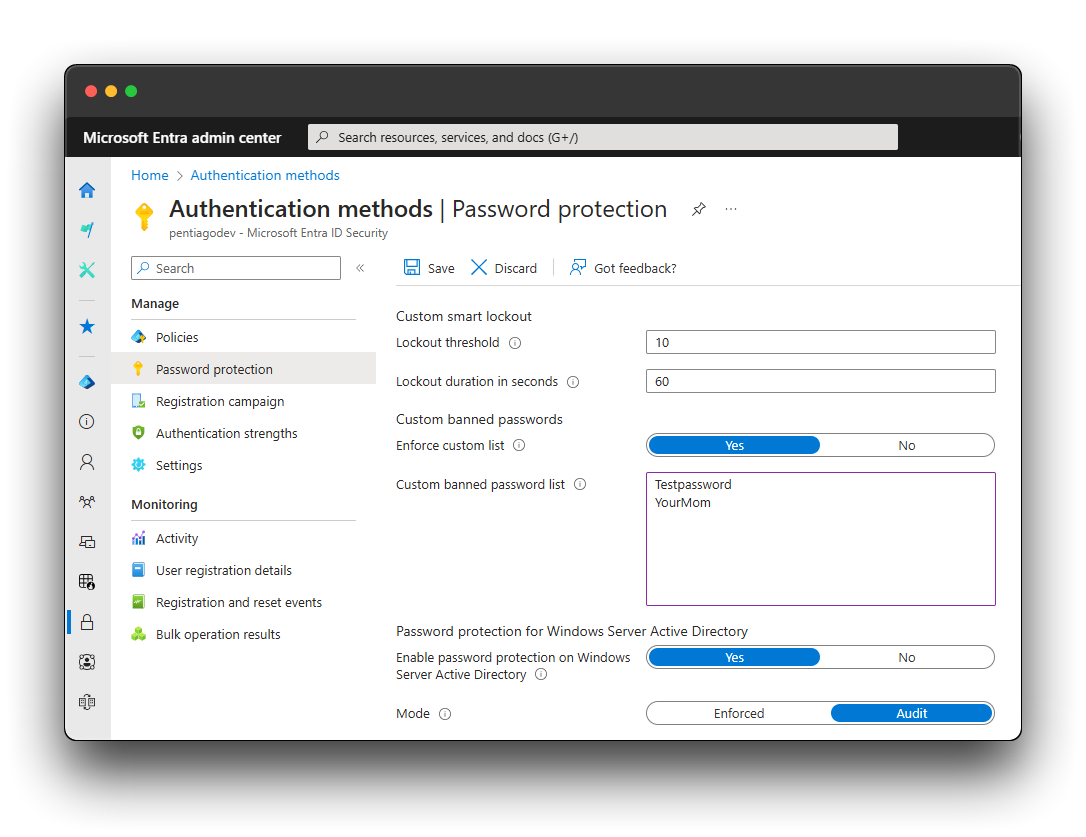 Microsoft Entra admin center
Search resources, services, and docs (G+/)
Home > Authentication methods
Authentication methods | Password protection
pentiagodev - Microsoft Entra ID Security
Search
Manage
Policies
Password protection
Registration campaign
Authentication strengths
Settings
Monitoring
Activity
User registration details
Registration and reset events
Bulk operation results
Save Discard Got feedback?
Custom smart lockout
Lockout threshold 10
Lockout duration in seconds 60
Custom banned passwords
Enforce custom list Yes No
Custom banned password list Testpassword
YourMom
Password protection for Windows Server Active Directory
Enable password protection on Windows Yes No
Server Active Directory
Mode Enforced Audit